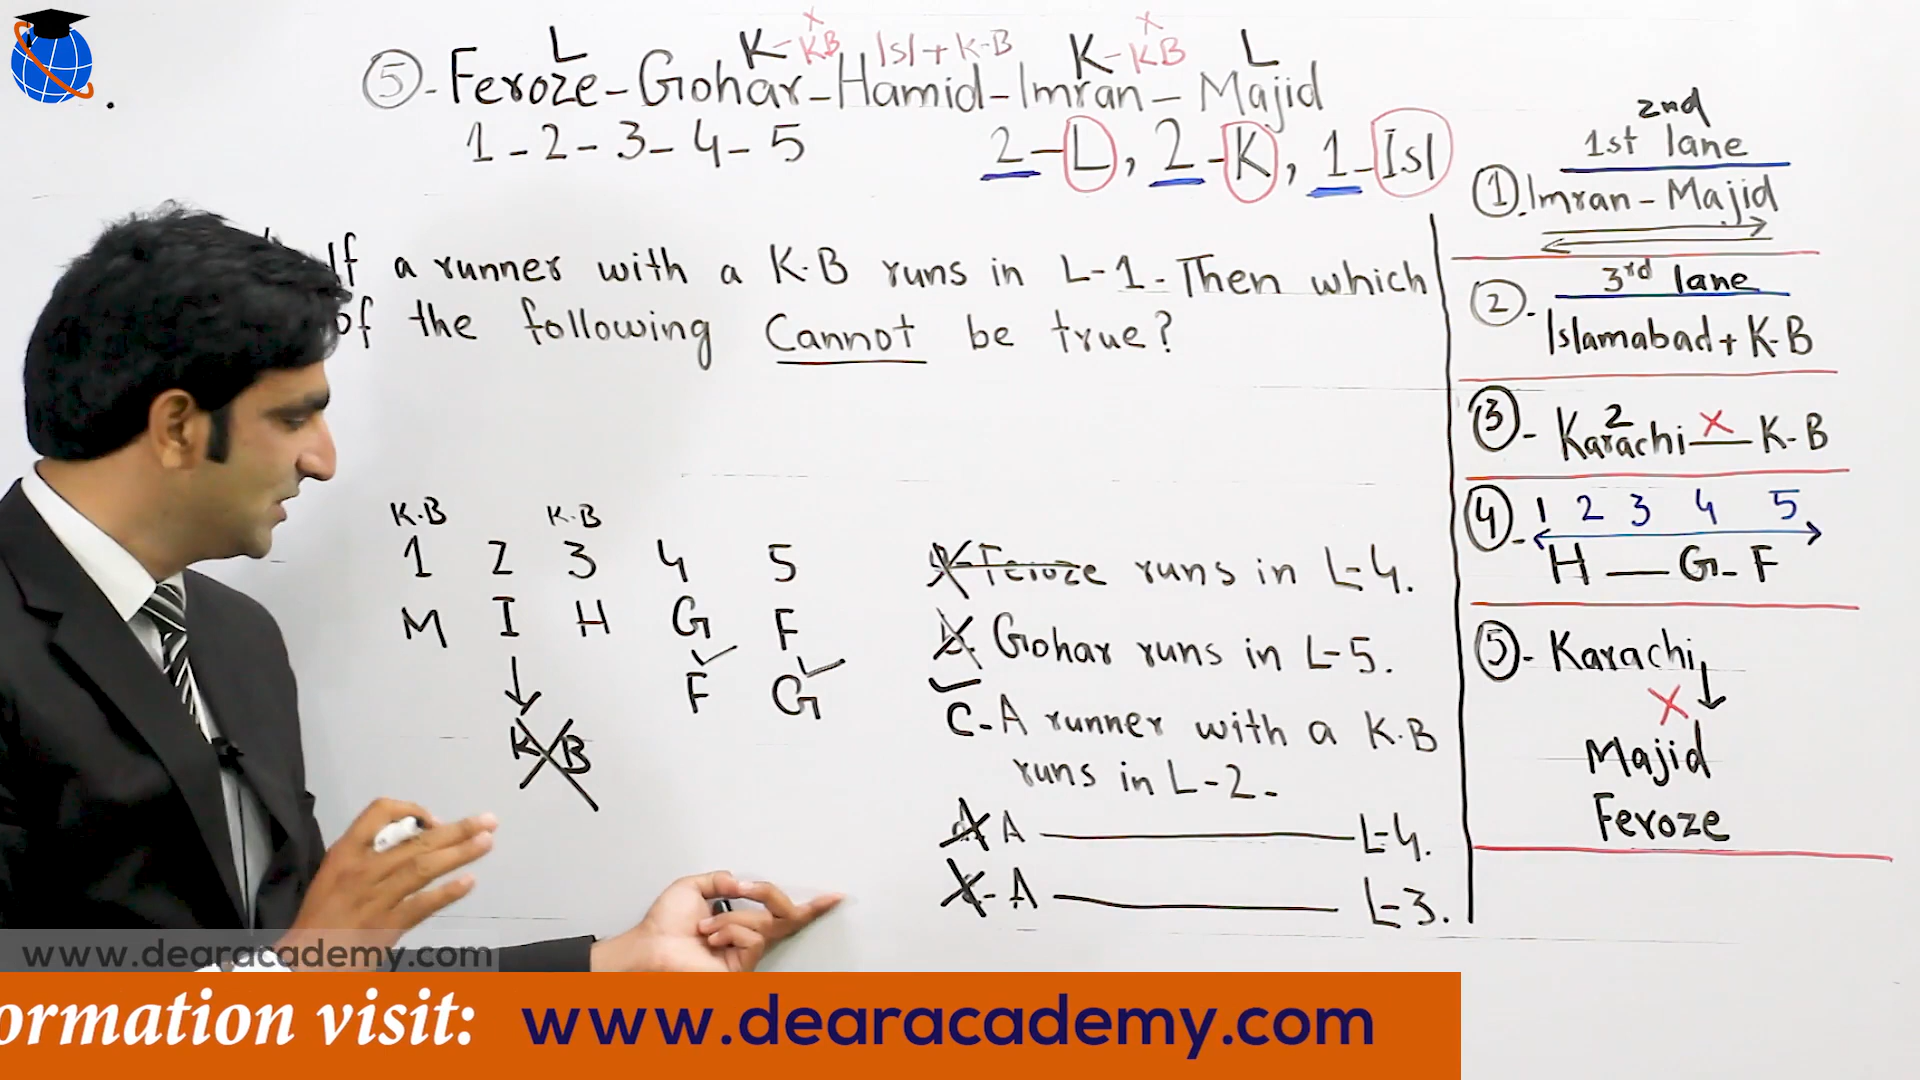 L K-KB Isl+K-B K-KB L
⑤-Feroze-Gohar-Hamid-Imran-Majid
1-2-3-4-5 2-L, 2-K, 1-Isl
If a runner with a K.B runs in L-1. Then which
of the following Cannot be true?
K.B K.B
1 2 3 4 5
M I H G F
F G
KB
Feroze runs in L-4.
Gohar runs in L-5.
C-A runner with a K.B
runs in L-2.
A L-4.
A L-3.
2nd
1st lane
①.Imran-Majid
3rd lane
②.
Islamabad+K-B
2
③-Karachi X K-B
④- 1 2 3 4 5
H — G-F
⑤-Karachi
X
Majid
Feroze
www.dearacademy.com
ormation visit: www.dearacademy.com